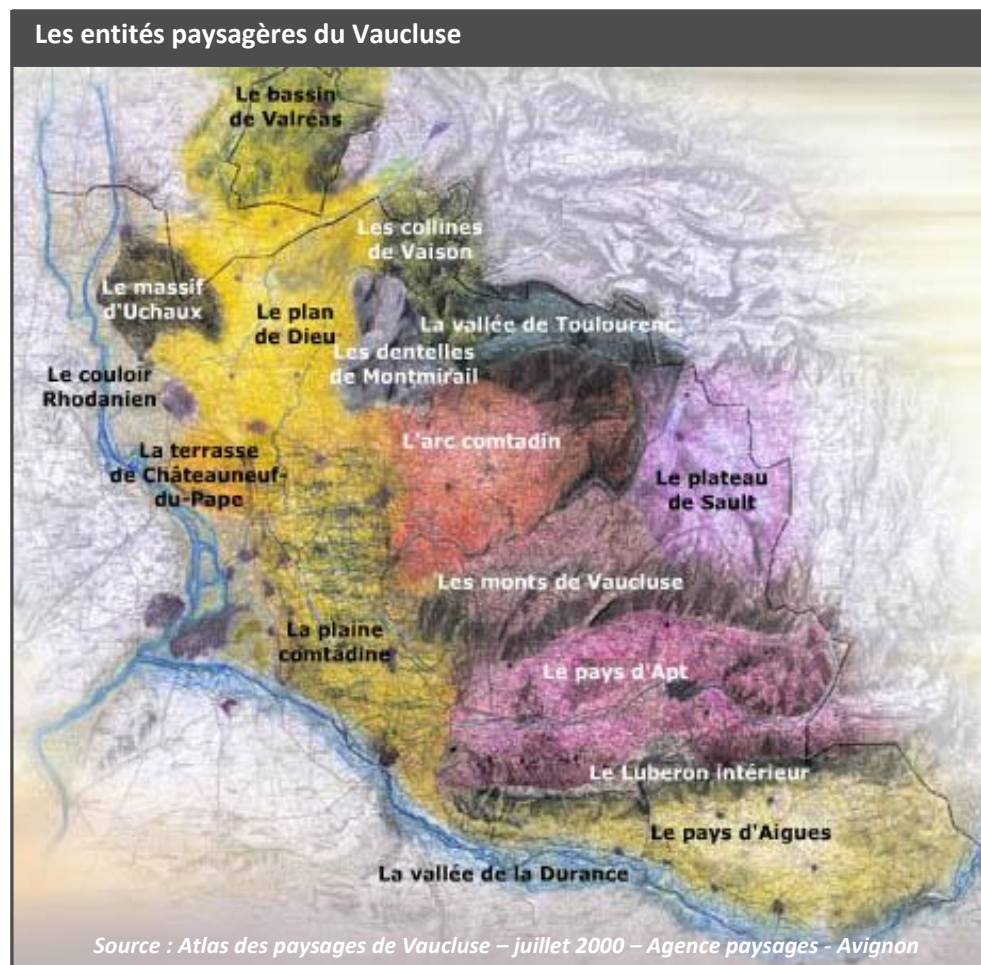 Les entités paysagères du Vaucluse
Le bassin
de Valréas
Les collines
de Vaison
Le massif
d'Uchaux
Le plan
de Dieu
La vallée de Toulourenc
Les dentelles
de Montmirail
Le couloir
Rhodanien
L'arc comtadin
La terrasse
de Châteauneuf-
du-Pape
Le plateau
de Sault
Les monts de Vaucluse
La plaine
comtadine
Le pays d'Apt
Le Luberon intérieur
Le pays d'Aigues
La vallée de la Durance
Source : Atlas des paysages de Vaucluse – juillet 2000 – Agence paysages - Avignon